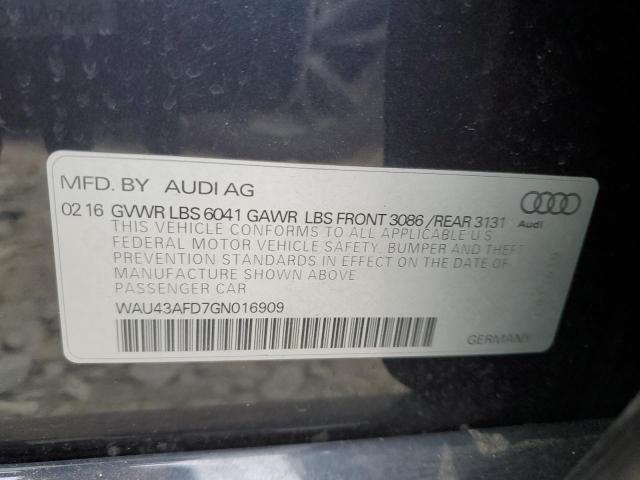 MFD. BY AUDI AG
02 16 GVWR LBS 6041 GAWR LBS FRONT 3086 /REAR 3131
THIS VEHICLE CONFORMS TO ALL APPLICABLE U.S
FEDERAL MOTOR VEHICLE SAFETY, BUMPER AND THEFT
PREVENTION STANDARDS IN EFFECT ON THE DATE OF
MANUFACTURE SHOWN ABOVE
PASSENGER CAR
WAU43AFD7GN016909
Audi
GERMANY